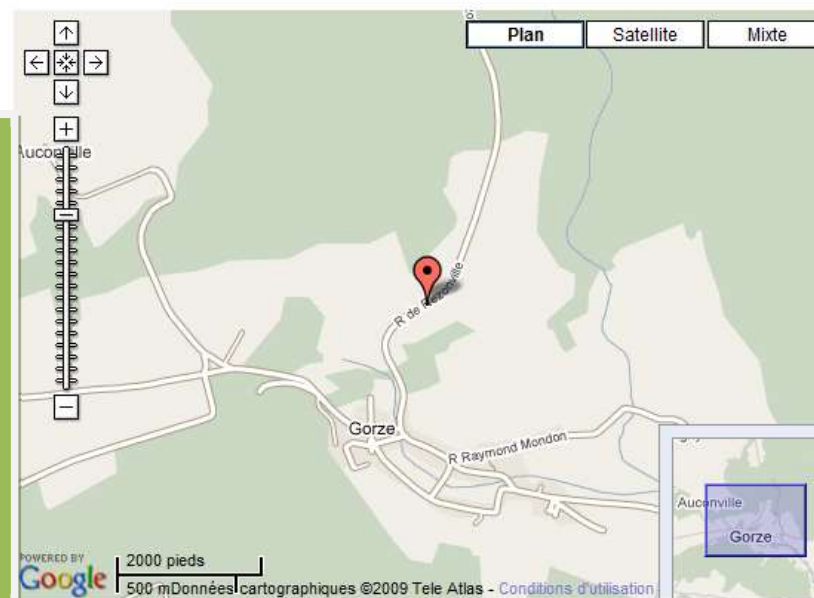 Plan
Satellite
Mixte
Auconville
R de Rezonville
Gorze
R Raymond Mondon
Auconville
Gorze
POWERED BY
Google
2000 pieds
500 m
Données cartographiques ©2009 Tele Atlas - Conditions d'utilisation